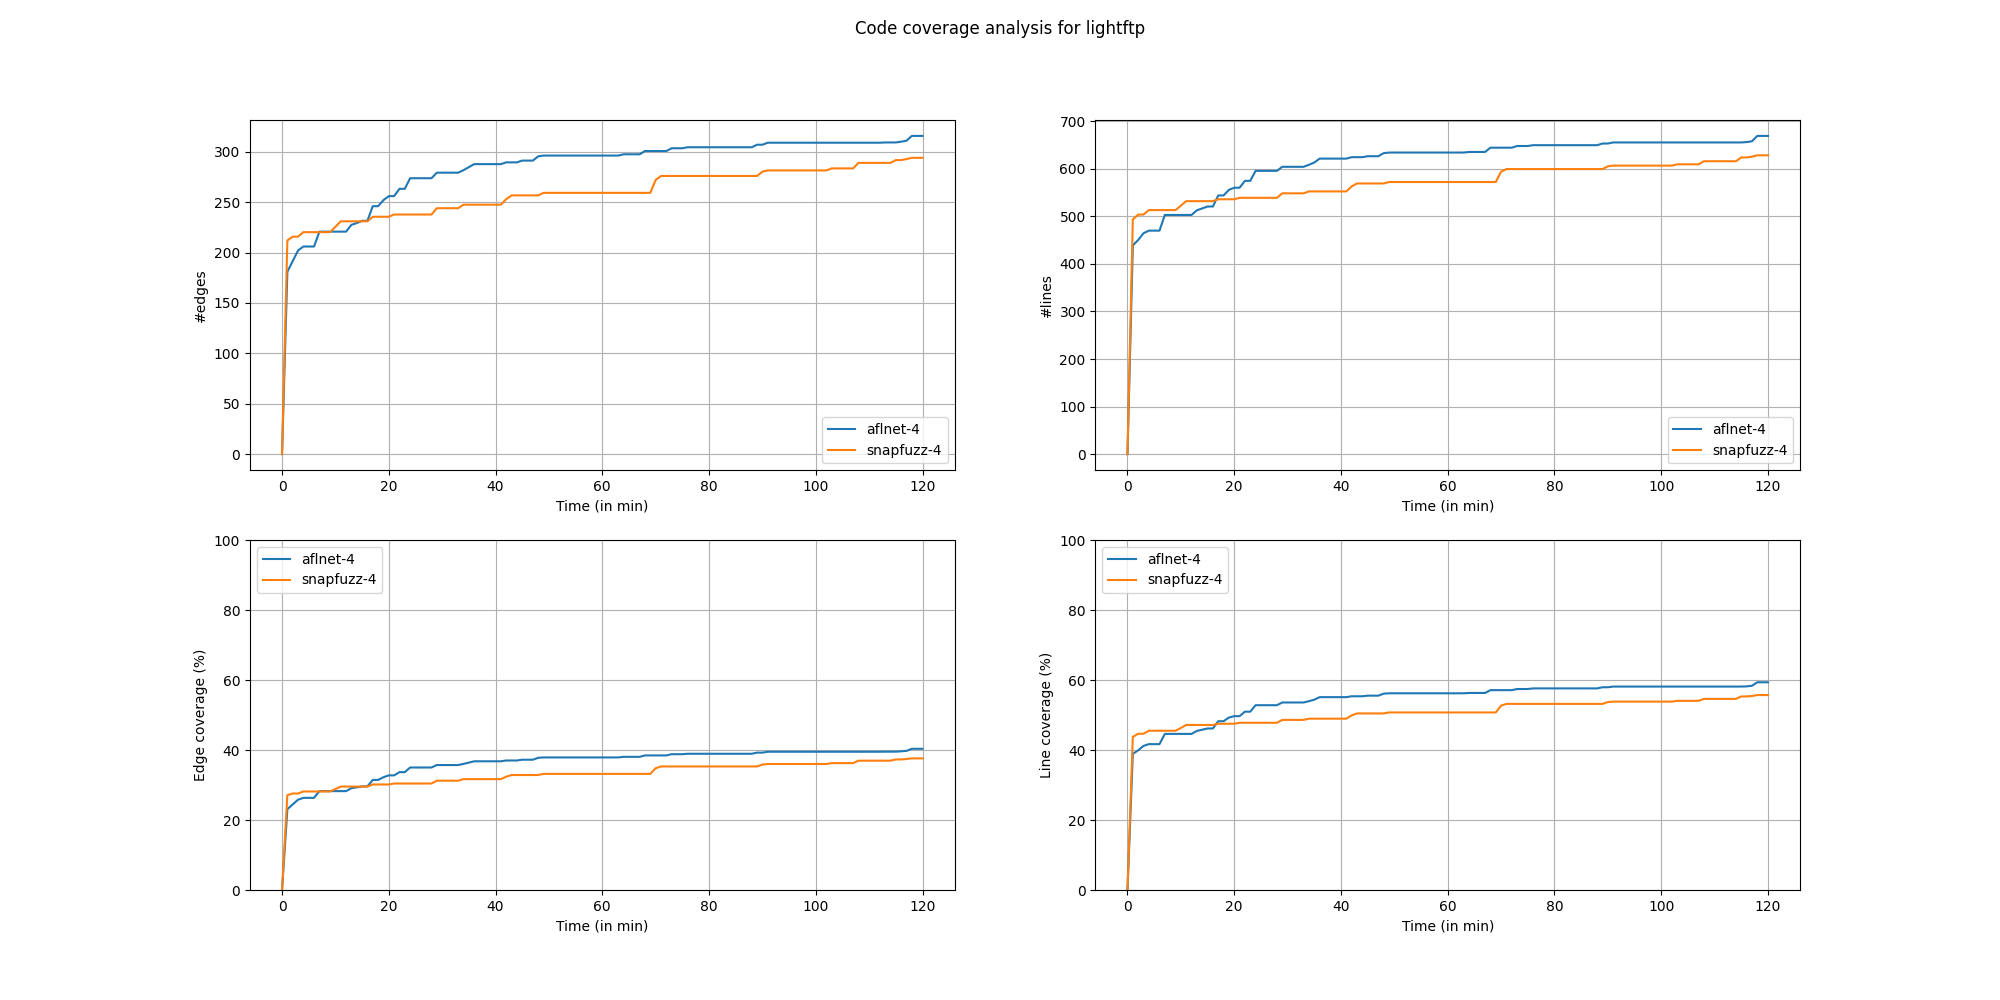 Code coverage analysis for lightftp
300
250
200
150
100
50
0
#edges
aflnet-4
snapfuzz-4
0 20 40 60 80 100 120
Time (in min)
700
600
500
400
300
200
100
0
#lines
aflnet-4
snapfuzz-4
0 20 40 60 80 100 120
Time (in min)
100
80
60
40
20
0
Edge coverage (%)
aflnet-4
snapfuzz-4
0 20 40 60 80 100 120
Time (in min)
100
80
60
40
20
0
Line coverage (%)
aflnet-4
snapfuzz-4
0 20 40 60 80 100 120
Time (in min)